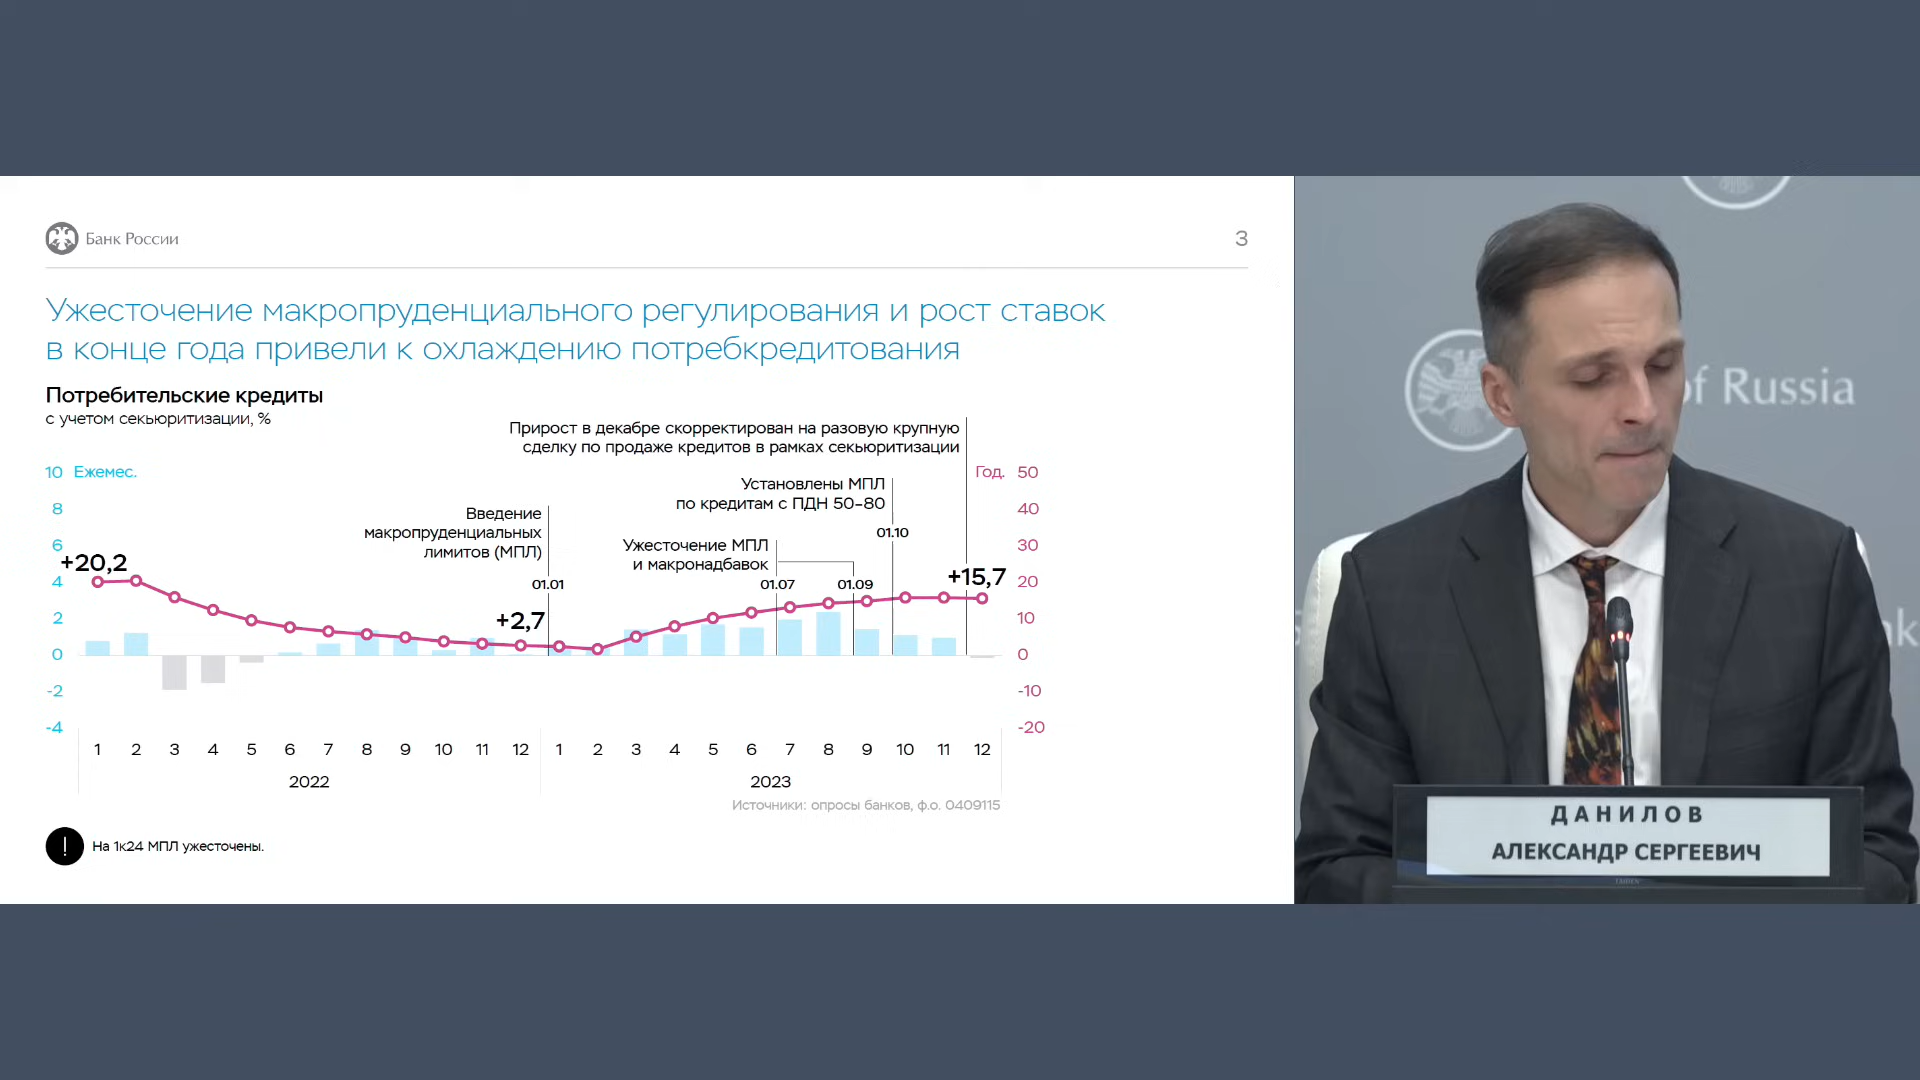 Банк России
3
Ужесточение макропруденциального регулирования и рост ставок
в конце года привели к охлаждению потребкредитования
Потребительские кредиты
с учетом секьюритизации, %
Прирост в декабре скорректирован на разовую крупную
сделку по продаже кредитов в рамках секьюритизации
10 Ежемес.
Год. 50
Установлены МПЛ
по кредитам с ПДН 50–80
8
40
Введение
макропруденциальных
лимитов (МПЛ)
01.10
6
30
Ужесточение МПЛ
и макронадбавок
+20,2
+15,7
4
01.01
01.07
01.09
20
+2,7
2
10
0
0
-2
-10
-4
-20
1 2 3 4 5 6 7 8 9 10 11 12 1 2 3 4 5 6 7 8 9 10 11 12
2022
2023
Источники: опросы банков, ф.о. 0409115
! На 1к24 МПЛ ужесточены.
of Russia
ДАНИЛОВ
АЛЕКСАНДР СЕРГЕЕВИЧ